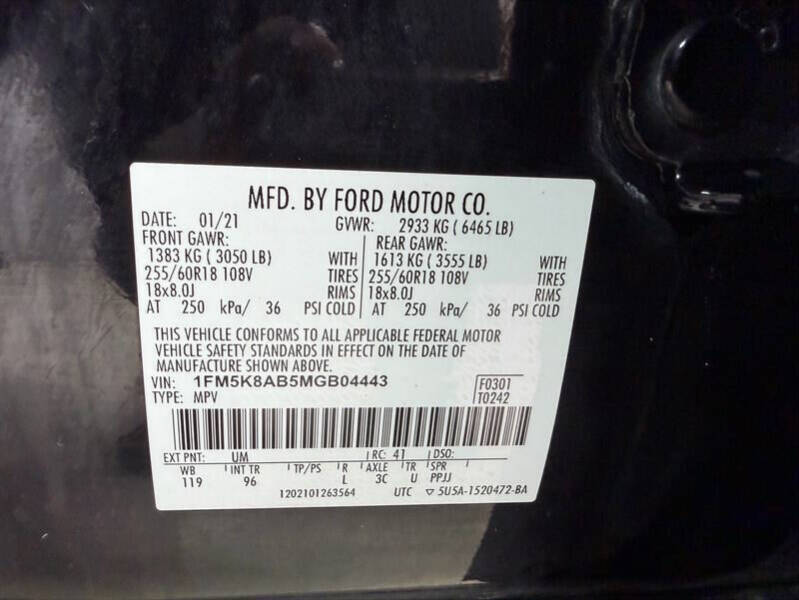 MFD. BY FORD MOTOR CO.
DATE: 01/21 GVWR: 2933 KG ( 6465 LB)
FRONT GAWR: REAR GAWR:
1383 KG ( 3050 LB) WITH 1613 KG ( 3555 LB) WITH
255/60R18 108V TIRES 255/60R18 108V TIRES
18x8.0J RIMS 18x8.0J RIMS
AT 250 kPa/ 36 PSI COLD AT 250 kPa/ 36 PSI COLD
THIS VEHICLE CONFORMS TO ALL APPLICABLE FEDERAL MOTOR
VEHICLE SAFETY STANDARDS IN EFFECT ON THE DATE OF
MANUFACTURE SHOWN ABOVE.
VIN: 1FM5K8AB5MGB04443 F0301
TYPE: MPV T0242
EXT PNT: UM RC: 41 DSO:
WB INT TR TP/PS R AXLE TR SPR
119 96 L 3C U PPJJ
1202101263564 UTC ▽ 5U5A-1520472-BA